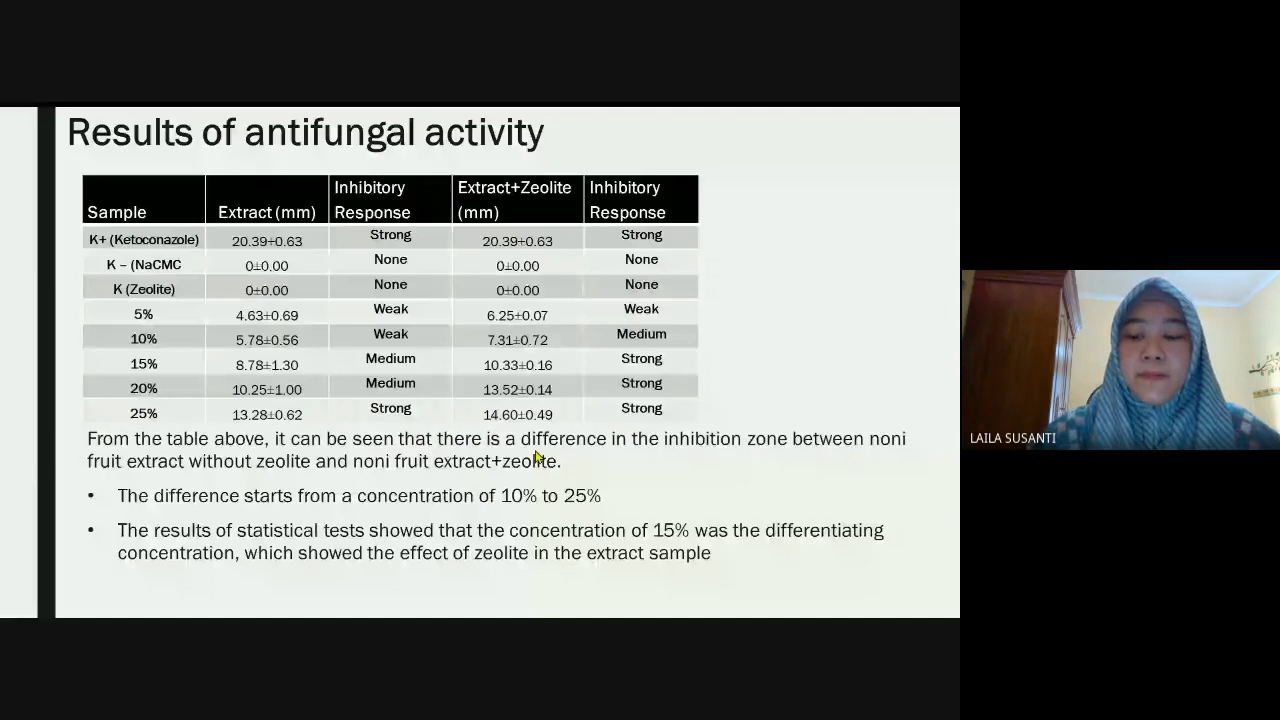 Results of antifungal activity
Sample Extract (mm) Inhibitory Response Extract+Zeolite (mm) Inhibitory Response
K+ (Ketoconazole) 20.39±0.63 Strong 20.39±0.63 Strong
K – (NaCMC 0±0.00 None 0±0.00 None
K (Zeolite) 0±0.00 None 0±0.00 None
5% 4.63±0.69 Weak 6.25±0.07 Weak
10% 5.78±0.56 Weak 7.31±0.72 Medium
15% 8.78±1.30 Medium 10.33±0.16 Strong
20% 10.25±1.00 Medium 13.52±0.14 Strong
25% 13.28±0.62 Strong 14.60±0.49 Strong
From the table above, it can be seen that there is a difference in the inhibition zone between noni
fruit extract without zeolite and noni fruit extract+zeolite.
• The difference starts from a concentration of 10% to 25%
• The results of statistical tests showed that the concentration of 15% was the differentiating
concentration, which showed the effect of zeolite in the extract sample
LAILA SUSANTI